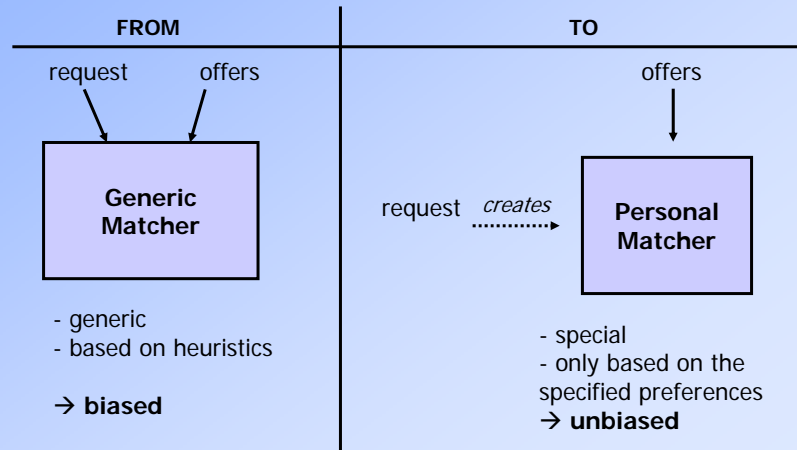 FROM
request
offers
Generic
Matcher
- generic
- based on heuristics
→ biased
TO
offers
request
creates
Personal
Matcher
- special
- only based on the
specified preferences
→ unbiased